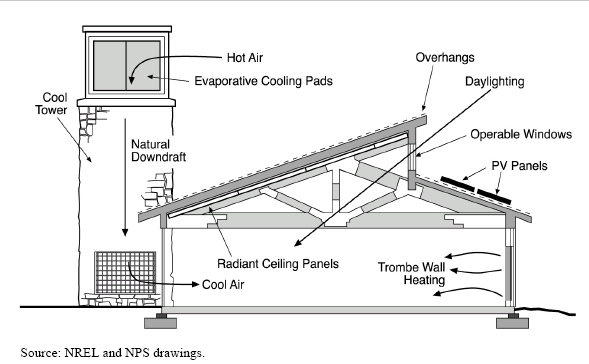 Hot Air
Overhangs
Evaporative Cooling Pads
Daylighting
Cool
Tower
Operable Windows
Natural
Downdraft
PV Panels
Radiant Ceiling Panels
Trombe Wall
Heating
Cool Air
Source: NREL and NPS drawings.